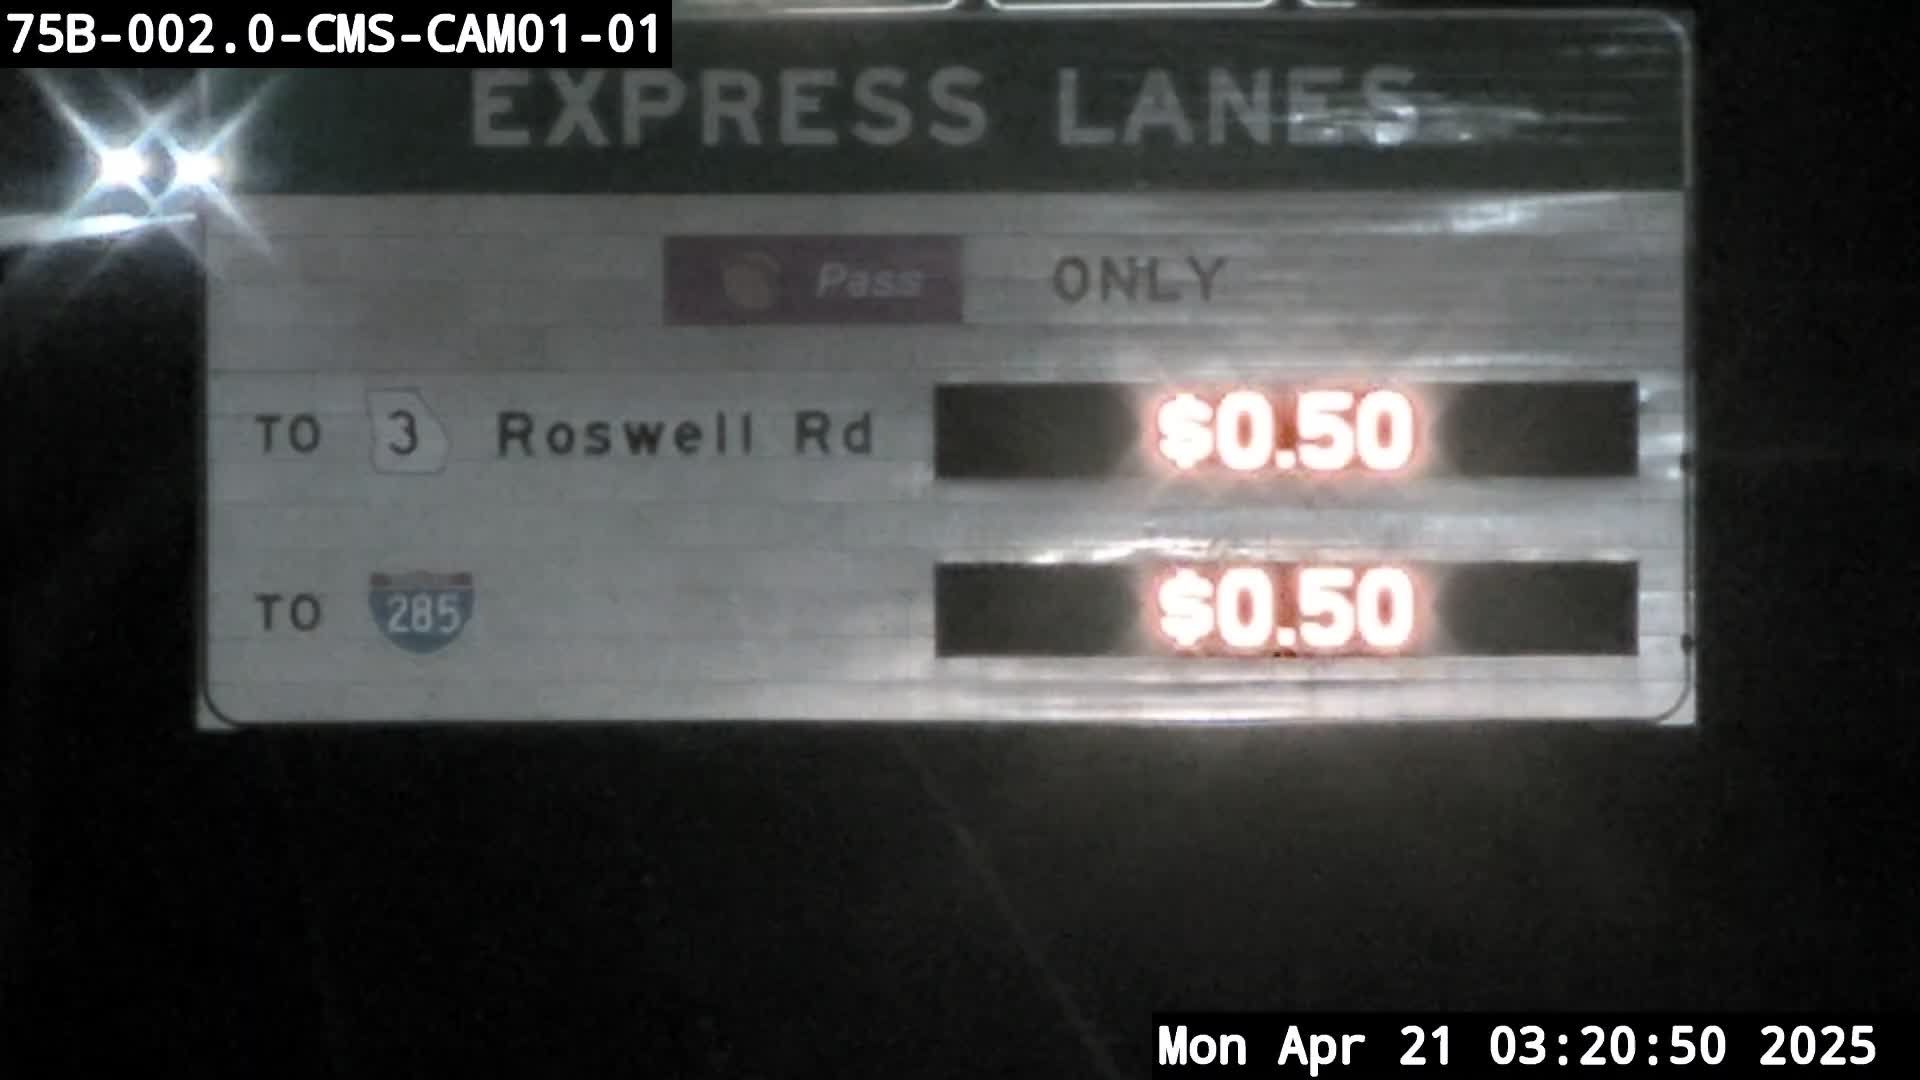 75B-002.0-CMS-CAM01-01
EXPRESS LANES
Pass ONLY
TO 3 Roswell Rd $0.50
TO 285 $0.50
Mon Apr 21 03:20:50 2025